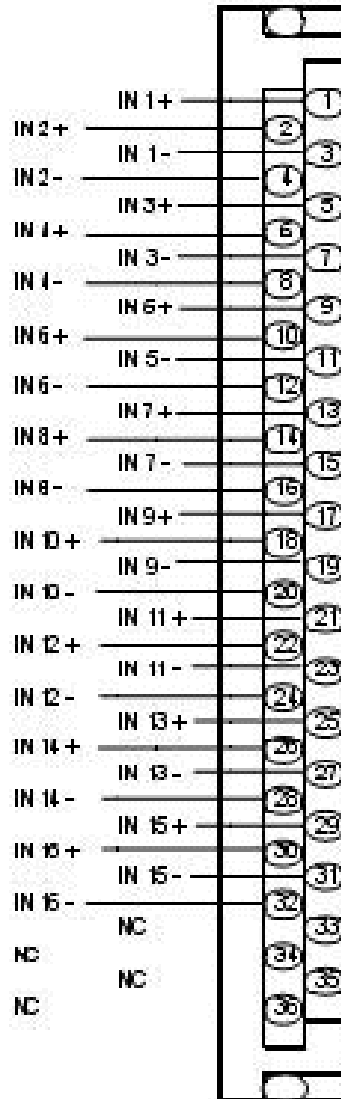 IN 1+ 1
IN 2+ 2
IN 1- 3
IN 2- 4
IN 3+ 5
IN 4+ 6
IN 3- 7
IN 4- 8
IN 5+ 9
IN 6+ 10
IN 5- 11
IN 6- 12
IN 7+ 13
IN 8+ 14
IN 7- 15
IN 8- 16
IN 9+ 17
IN 10+ 18
IN 9- 19
IN 10- 20
IN 11+ 21
IN 12+ 22
IN 11- 23
IN 12- 24
IN 13+ 25
IN 14+ 26
IN 13- 27
IN 14- 28
IN 15+ 29
IN 16+ 30
IN 15- 31
IN 16- 32
NC 33
NC 34
NC 35
NC 36